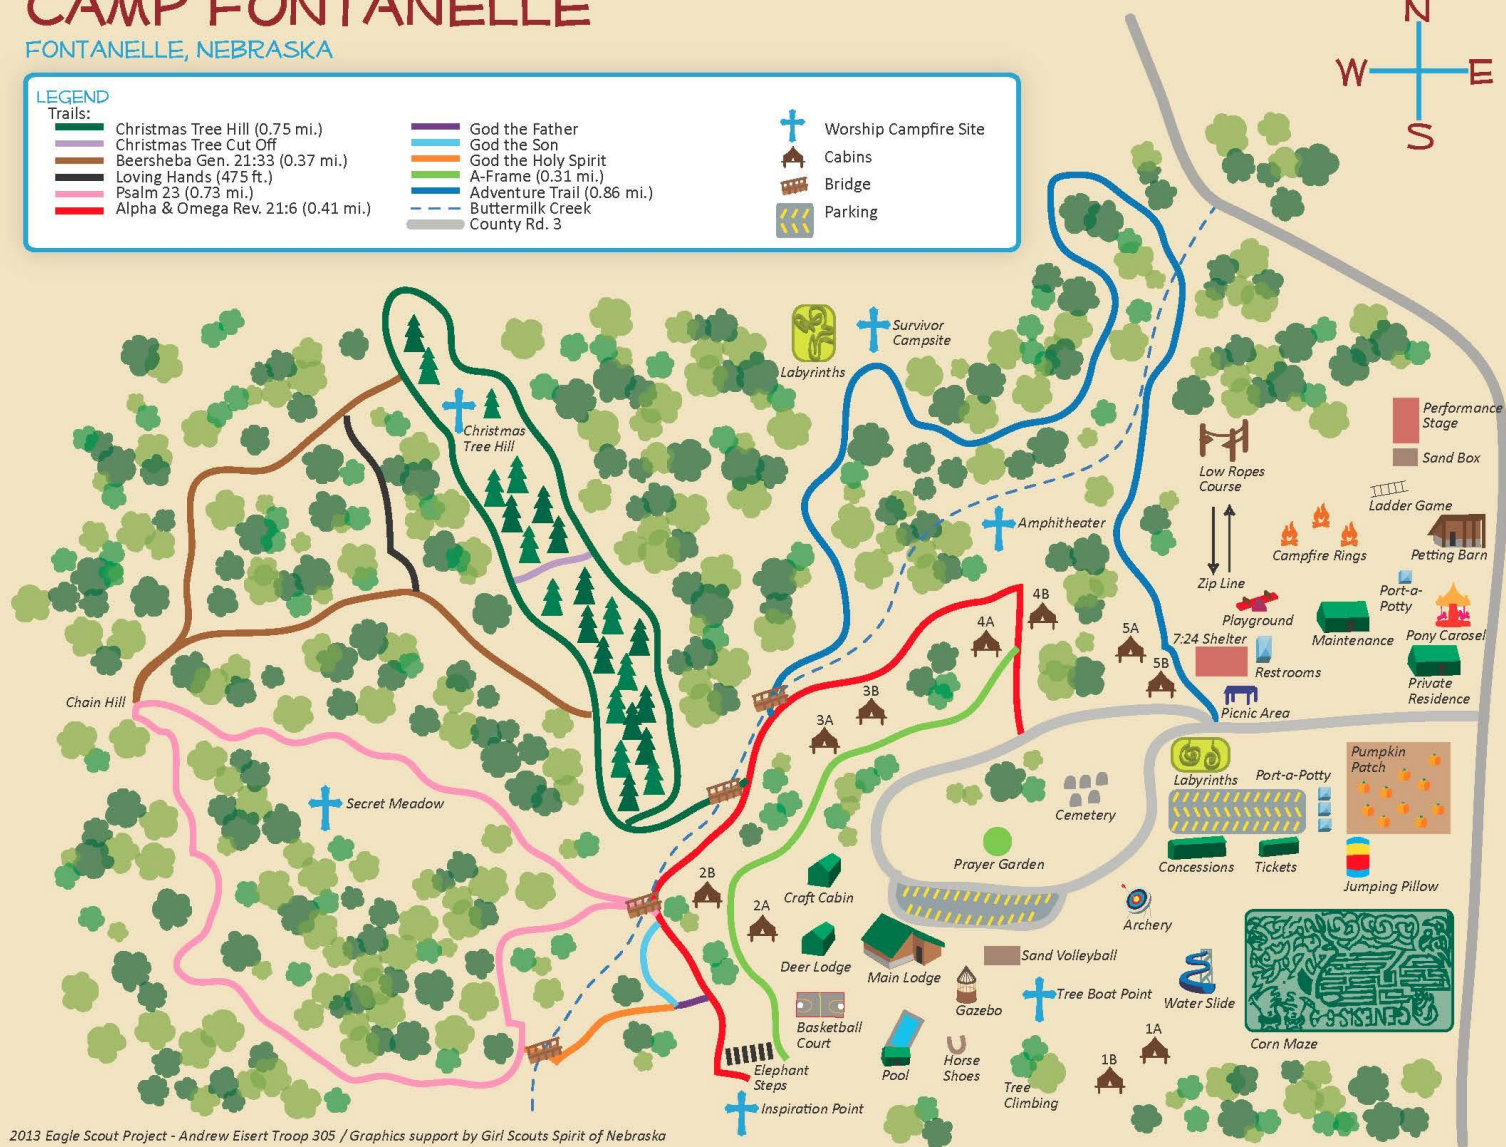 CAMP FONTANELLE
FONTANELLE, NEBRASKA
N
W
E
S
LEGEND
Trails:
Christmas Tree Hill (0.75 mi.)
Christmas Tree Cut Off
Beersheba Gen. 21:33 (0.37 mi.)
Loving Hands (475 ft.)
Psalm 23 (0.73 mi.)
Alpha & Omega Rev. 21:6 (0.41 mi.)
God the Father
God the Son
God the Holy Spirit
A-Frame (0.31 mi.)
Adventure Trail (0.86 mi.)
Buttermilk Creek
County Rd. 3
Worship Campfire Site
Cabins
Bridge
Parking
Survivor
Campsite
Labyrinths
Christmas
Tree Hill
Performance
Stage
Sand Box
Low Ropes
Course
Ladder Game
Amphitheater
Campfire Rings
Petting Barn
Zip Line
Port-a-
Potty
4B
4A
5A
Playground
Maintenance
Pony Carosel
7:24 Shelter
Restrooms
5B
Private
Residence
Chain Hill
3B
3A
Picnic Area
Secret Meadow
Labyrinths
Port-a-Potty
Pumpkin
Patch
Cemetery
Prayer Garden
Concessions
Tickets
Jumping Pillow
2B
2A
Craft Cabin
Archery
Deer Lodge
Main Lodge
Sand Volleyball
Gazebo
Tree Boat Point
Water Slide
GENESIS 6
Corn Maze
Basketball
Court
Pool
Horse
Shoes
Tree
Climbing
1A
1B
Elephant
Steps
Inspiration Point
2013 Eagle Scout Project - Andrew Eisert Troop 305 / Graphics support by Girl Scouts Spirit of Nebraska